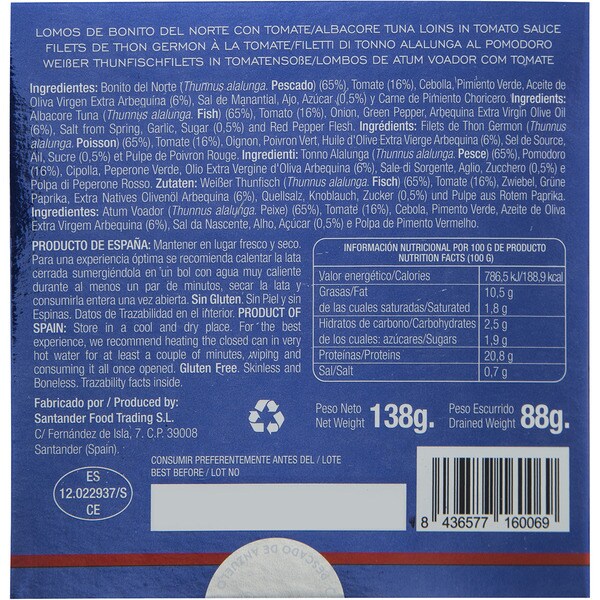 LOMOS DE BONITO DEL NORTE CON TOMATE/ALBACORE TUNA LOINS IN TOMATO SAUCE
FILETS DE THON GERMON À LA TOMATE/FILETTI DI TONNO ALALUNGA AL POMODORO
WEIßER THUNFISCHFILETS IN TOMATENSOßE/LOMBOS DE ATUM VOADOR COM TOMATE
Ingredientes: Bonito del Norte (Thunnus alalunga. Pescado) (65%), Tomate (16%), Cebolla, Pimiento Verde, Aceite de
Oliva Virgen Extra Arbequina (6%), Sal de Manantial, Ajo, Azúcar (0,5%) y Carne de Pimiento Choricero. Ingredients:
Albacore Tuna (Thunnus alalunga. Fish) (65%), Tomato (16%), Onion, Green Pepper, Arbequina Extra Virgin Olive Oil
(6%), Salt from Spring, Garlic, Sugar (0,5%) and Red Pepper Flesh. Ingrédients: Filets de Thon Germon (Thunnus
alalunga. Poisson) (65%), Tomate (16%), Oignon, Poivron Vert, Huile d'Olive Extra Vierge Arbequina (6%), Sel de Source,
Ail, Sucre (0,5%) et Pulpe de Poivron Rouge. Ingredienti: Tonno Alalunga (Thunnus alalunga. Pesce) (65%), Pomodoro
(16%), Cipolla, Peperone Verde, Olio Extra Vergine d'Oliva Arbequina (6%), Sale di Sorgente, Aglio, Zucchero (0,5%) e
Polpa di Peperone Rosso. Zutaten: Weißer Thunfisch (Thunnus alalunga. Fisch) (65%), Tomate (16%), Zwiebel, Grüne
Paprika, Extra Natives Olivenöl Arbequina (6%), Quellsalz, Knoblauch, Zucker (0,5%) und Pulpe aus Rotem Paprika.
Ingredientes: Atum Voador (Thunnus alalunga. Peixe) (65%), Tomate (16%), Cebola, Pimento Verde, Azeite de Oliva
Extra Virgem Arbequina (6%), Sal da Nascente, Alho, Açúcar (0,5%) e Polpa de Pimento Vermelho.
PRODUCTO DE ESPAÑA: Mantener en lugar fresco y seco.
Para una experiencia óptima se recomienda calentar la lata
cerrada sumergiéndola en un bol con agua muy caliente
durante al menos un par de minutos, secar la lata y
consumirla entera una vez abierta. Sin Gluten. Sin Piel y sin
Espinas. Datos de Trazabilidad en el interior. PRODUCT OF
SPAIN: Store in a cool and dry place. For the best
experience, we recommend heating the closed can in very
hot water for at least a couple of minutes, wiping and
consuming it all once opened. Gluten Free. Skinless and
Boneless. Trazability facts inside.
INFORMACIÓN NUTRICIONAL POR 100 G DE PRODUCTO
NUTRITION FACTS (100 G)
Valor energético/Calories 786,5 kJ/188,9 kcal
Grasas/Fat 10,5 g
de las cuales saturadas/Saturated 1,8 g
Hidratos de carbono/Carbohydrates 2,5 g
de los cuales: azúcares/Sugars 1,9 g
Proteínas/Proteins 20,8 g
Sal/Salt 0,7 g
Fabricado por / Produced by
Santander Food Trading S.L.
C/ Fernández de Isla, 7. C.P. 39008
Santander (Spain).
Peso Neto
Net Weight 138g.
Peso Escurrido
Drained Weight 88g.
ES
12.022937/S
CE
CONSUMIR PREFERENTEMENTE ANTES DEL / LOTE
BEST BEFORE / LOT NO
8 436577 160069
PESCADO DE ANZUELO